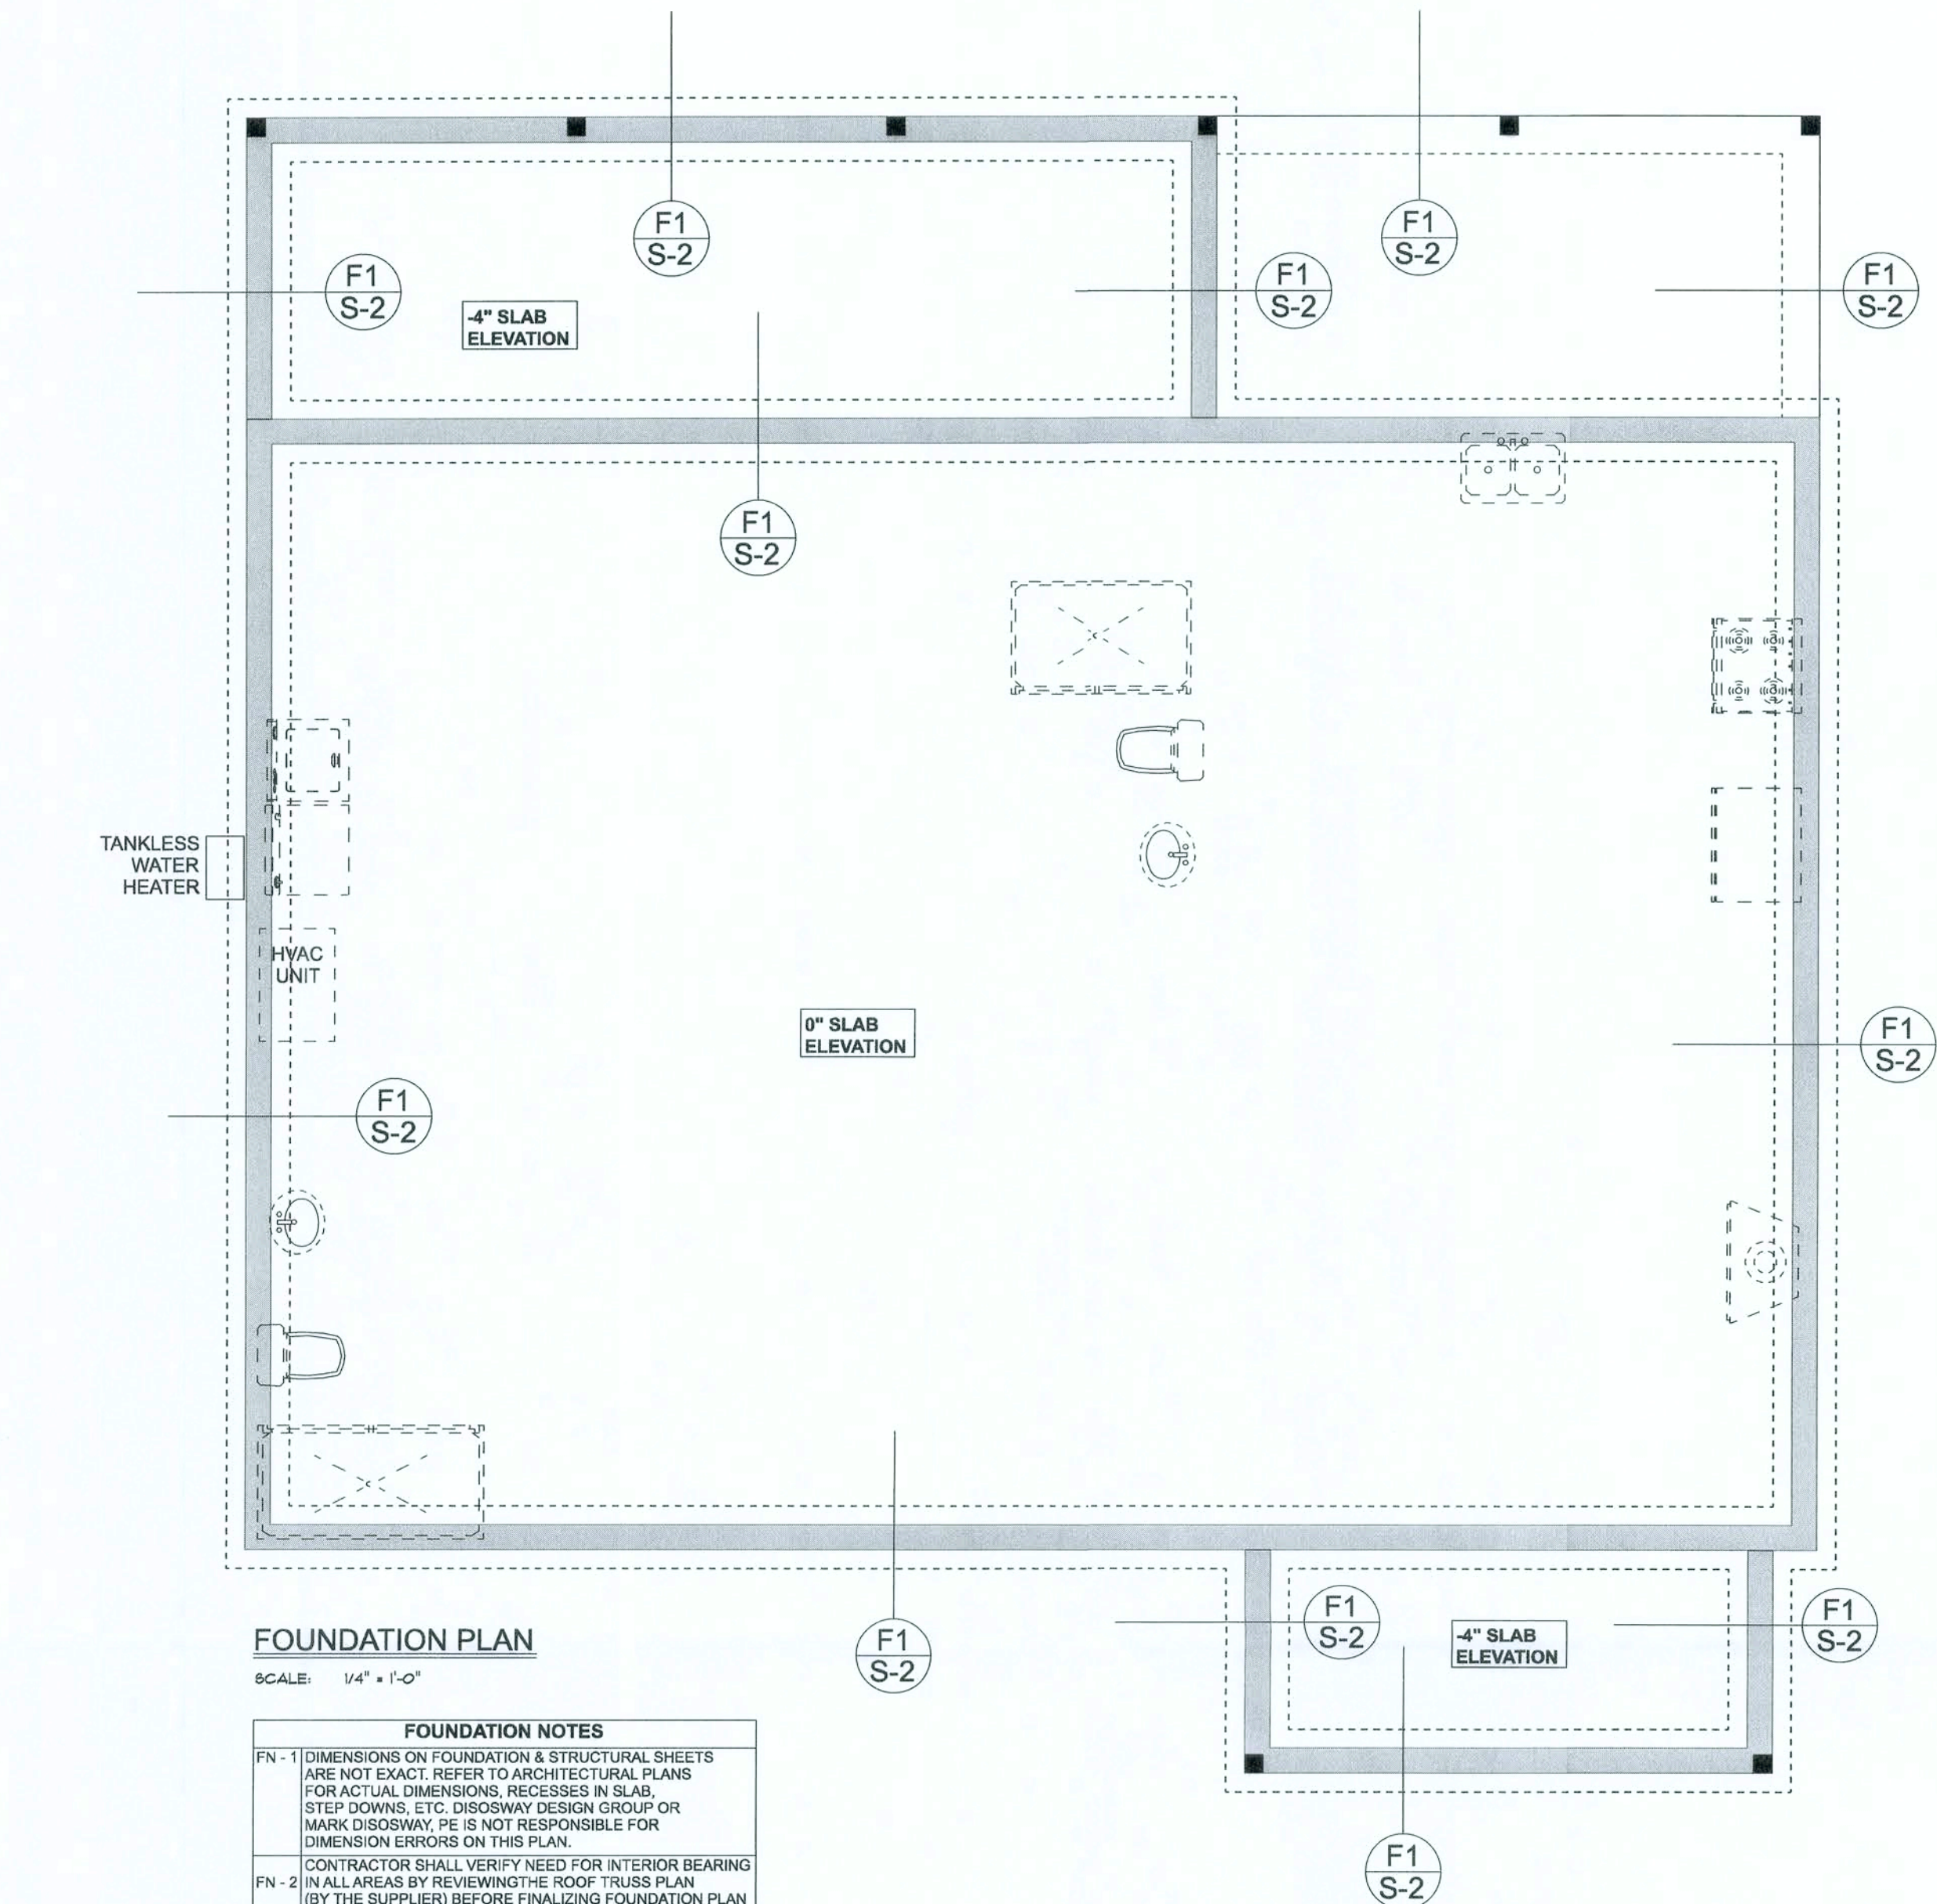 F1
S-2
F1
S-2
F1
S-2
F1
S-2
F1
S-2
-4" SLAB
ELEVATION
F1
S-2
TANKLESS
WATER
HEATER
HVAC
UNIT
0" SLAB
ELEVATION
F1
S-2
F1
S-2
F1
S-2
-4" SLAB
ELEVATION
F1
S-2
F1
S-2
F1
S-2
FOUNDATION PLAN
SCALE: 1/4" = 1'-0"
FOUNDATION NOTES
FN - 1 DIMENSIONS ON FOUNDATION & STRUCTURAL SHEETS
ARE NOT EXACT. REFER TO ARCHITECTURAL PLANS
FOR ACTUAL DIMENSIONS, RECESSES IN SLAB,
STEP DOWNS, ETC. DISOSWAY DESIGN GROUP OR
MARK DISOSWAY, PE IS NOT RESPONSIBLE FOR
DIMENSION ERRORS ON THIS PLAN.
CONTRACTOR SHALL VERIFY NEED FOR INTERIOR BEARING
FN - 2 IN ALL AREAS BY REVIEWINGTHE ROOF TRUSS PLAN
(BY THE SUPPLIER) BEFORE FINALIZING FOUNDATION PLAN
F1
S-2